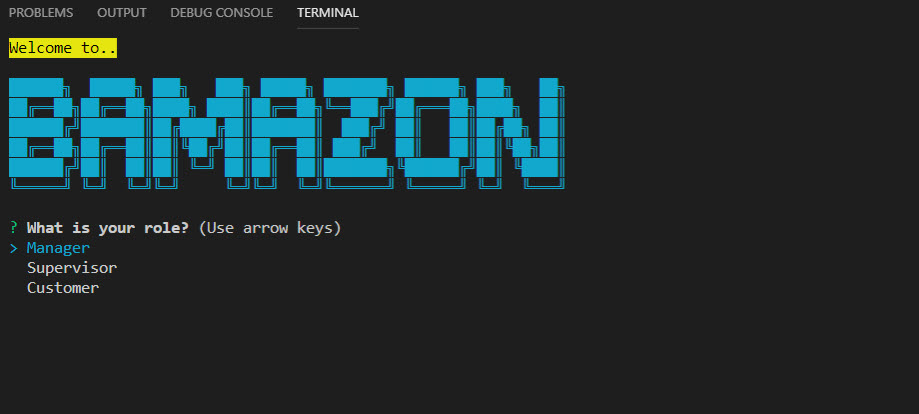 PROBLEMS OUTPUT DEBUG CONSOLE TERMINAL
Welcome to..
BAMAZON
? What is your role? (Use arrow keys)
> Manager
Supervisor
Customer